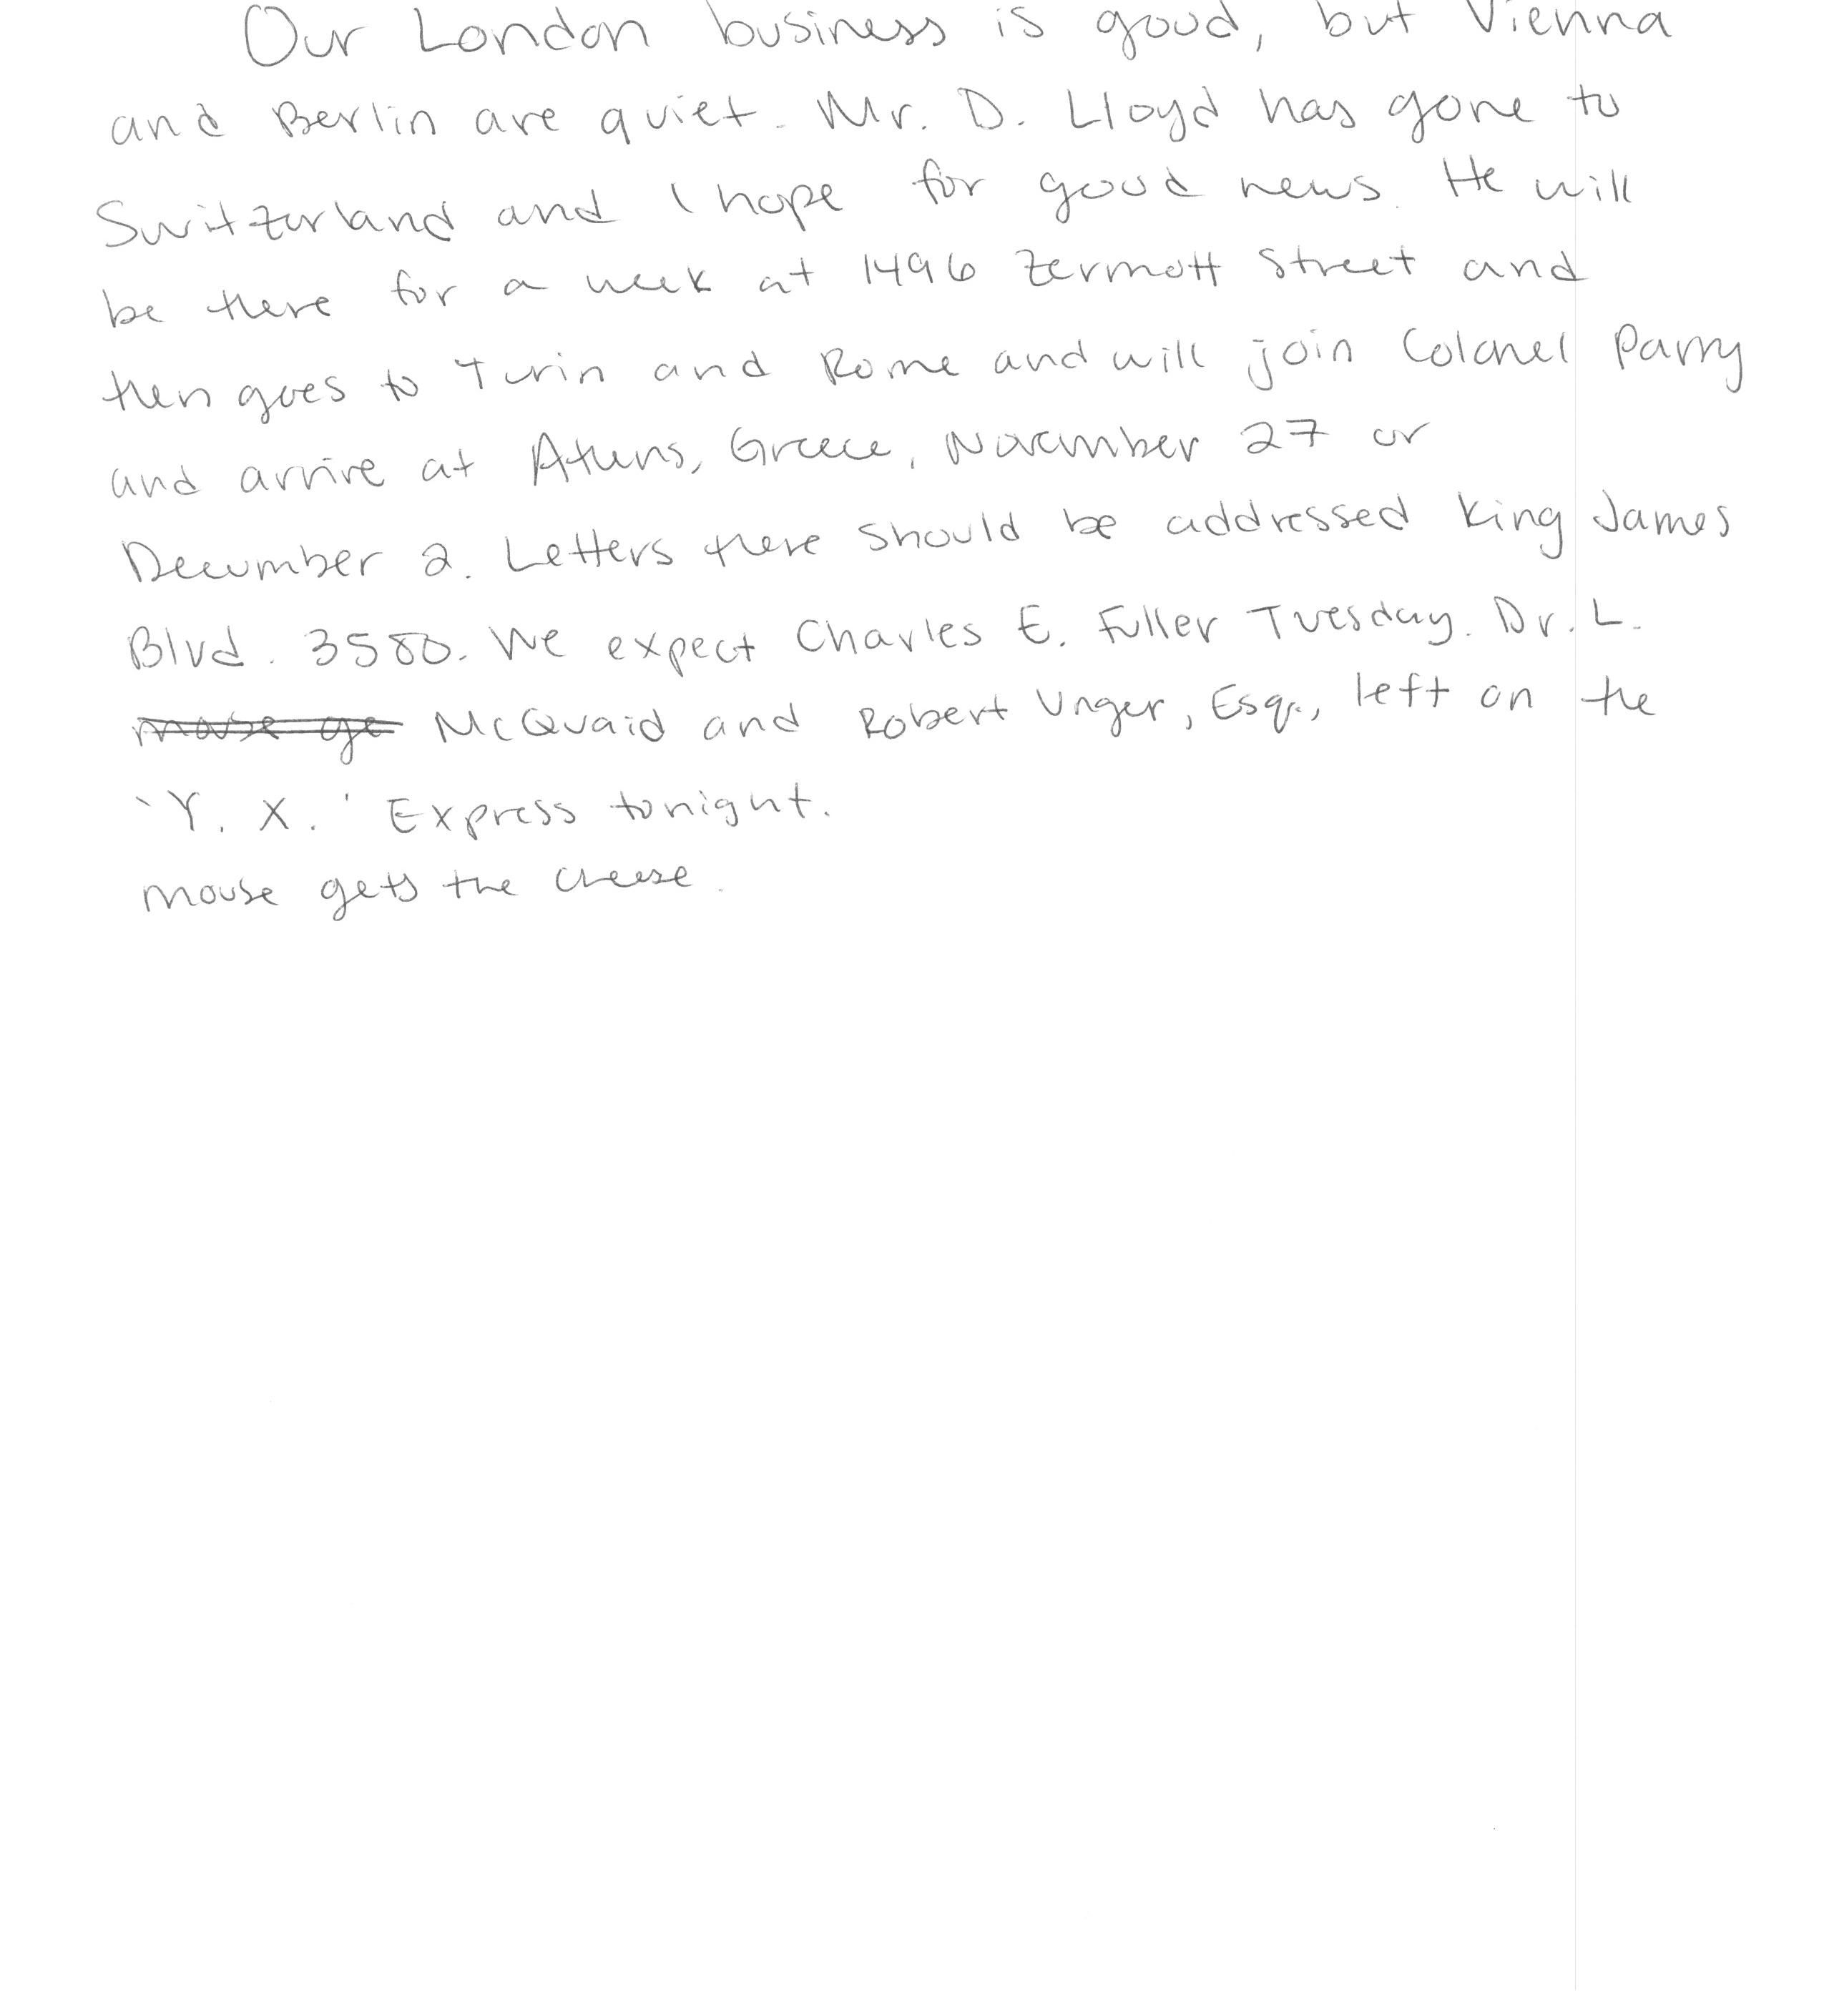 Our London business is good, but Vienna
and Berlin are quiet. Mr. D. Lloyd has gone to
Switzerland and I hope for good news. He will
be there for a week at 1496 Zermott Street and
then goes to Turin and Rome and will join Colonel Parry
and arrive at Athens, Greece, November 27 or
December 2. Letters there should be addressed King James
Blvd. 3580. We expect Charles E. Fuller Tuesday. Dr. L.
mouse ge McQuaid and Robert Unger, Esq., left on the
`Y. X.' Express tonight.
mouse gets the cheese.